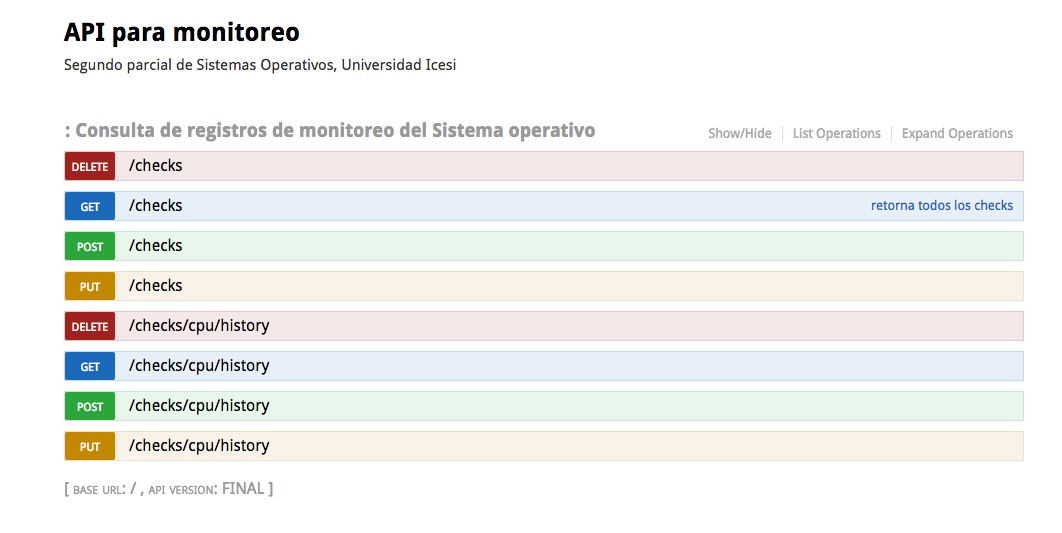 API para monitoreo
Segundo parcial de Sistemas Operativos, Universidad Icesi
: Consulta de registros de monitoreo del Sistema operativo Show/Hide List Operations Expand Operations
DELETE /checks
GET /checks retorna todos los checks
POST /checks
PUT /checks
DELETE /checks/cpu/history
GET /checks/cpu/history
POST /checks/cpu/history
PUT /checks/cpu/history
[ BASE URL: / , API VERSION: FINAL ]